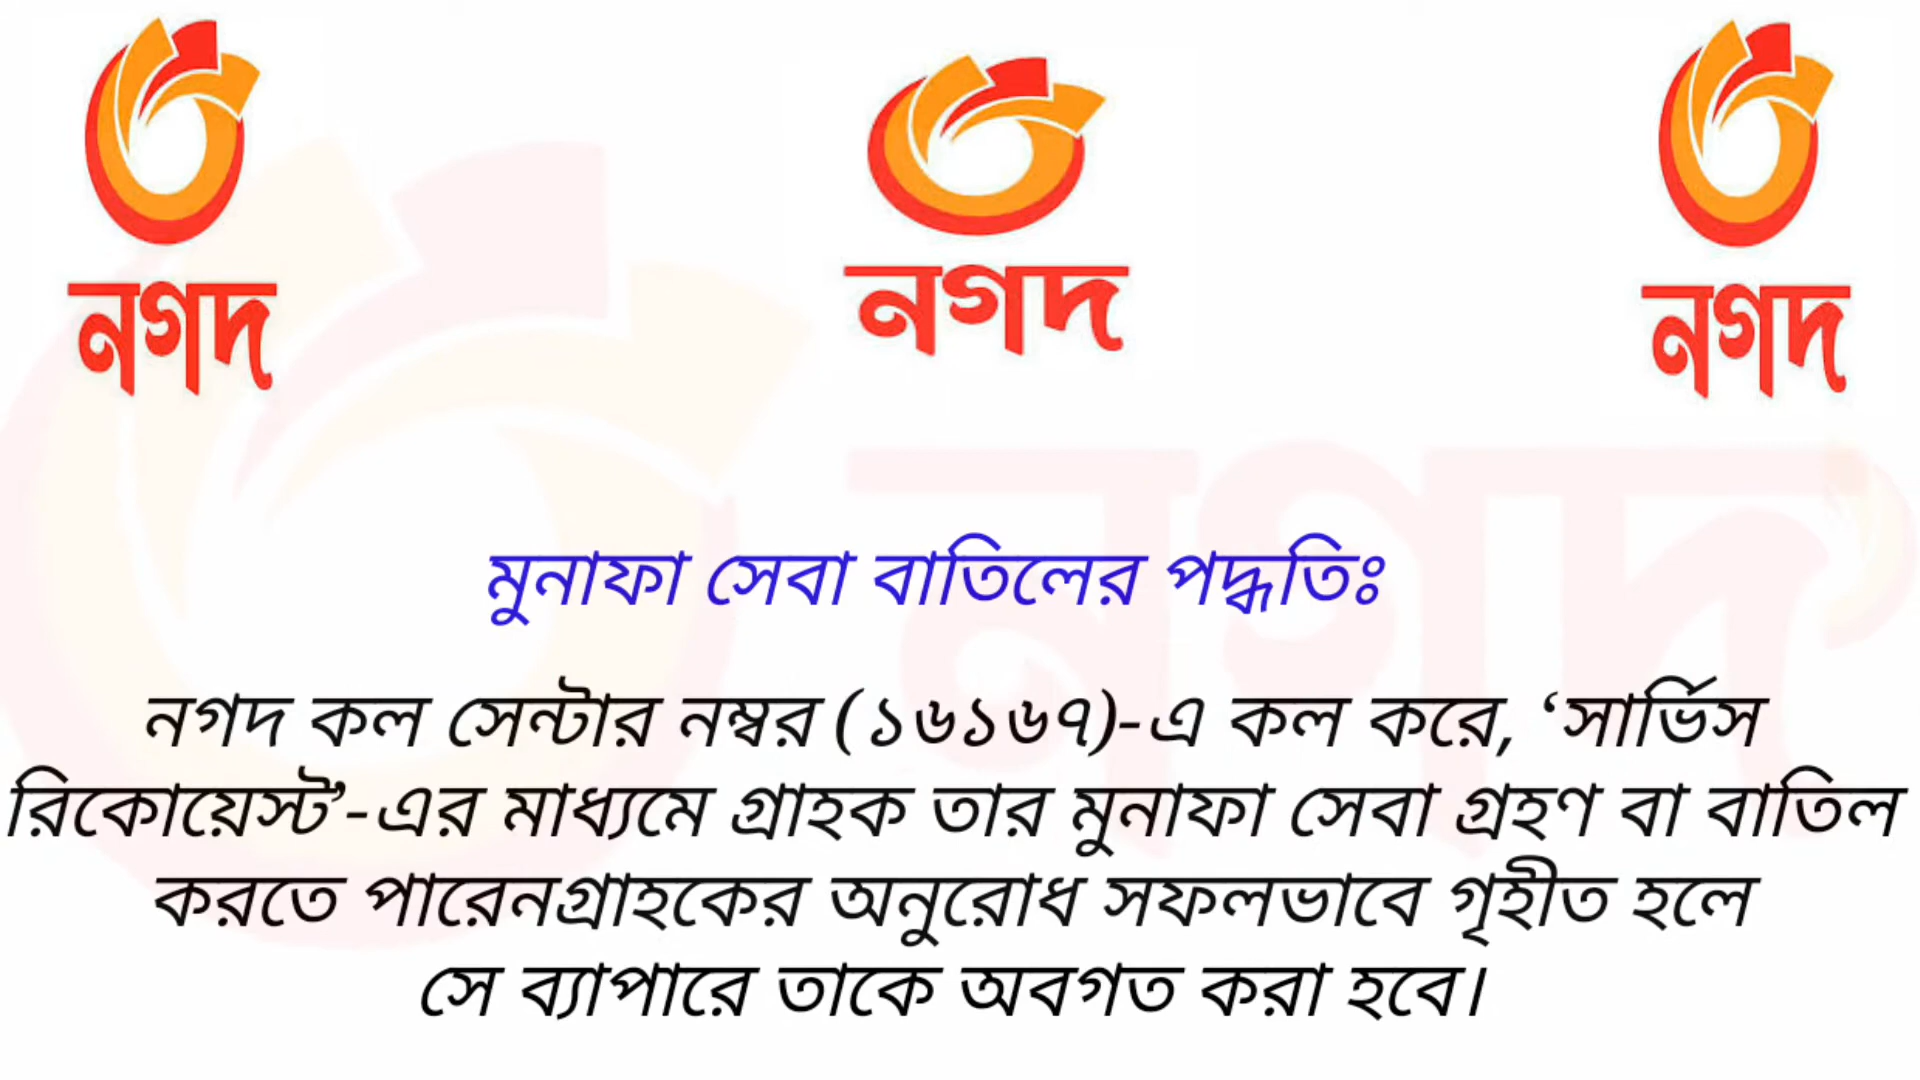 নগদ
নগদ
নগদ
নগদ
মুনাফা সেবা বাতিলের পদ্ধতিঃ
নগদ কল সেন্টার নম্বর (১৬১৬৭)-এ কল করে, ‘সার্ভিস
রিকোয়েস্ট’-এর মাধ্যমে গ্রাহক তার মুনাফা সেবা গ্রহণ বা বাতিল
করতে পারেনগ্রাহকের অনুরোধ সফলভাবে গৃহীত হলে
সে ব্যাপারে তাকে অবগত করা হবে।